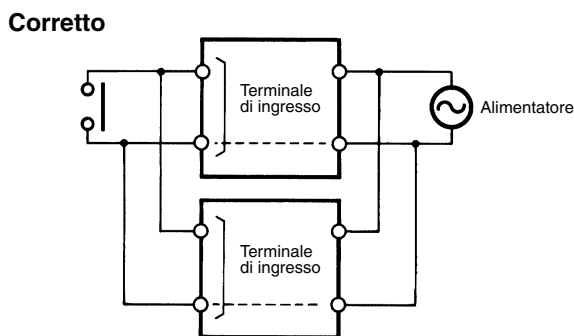 Corretto
Terminale
di ingresso
Alimentatore
Terminale
di ingresso